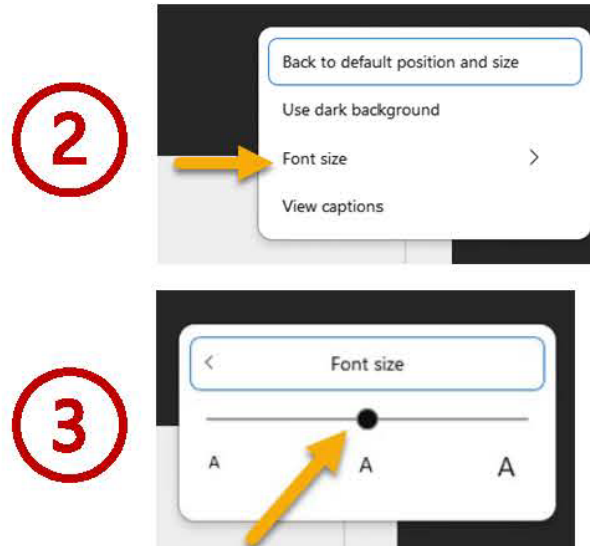 2
Back to default position and size
Use dark background
Font size >
View captions
3
< Font size
A A A